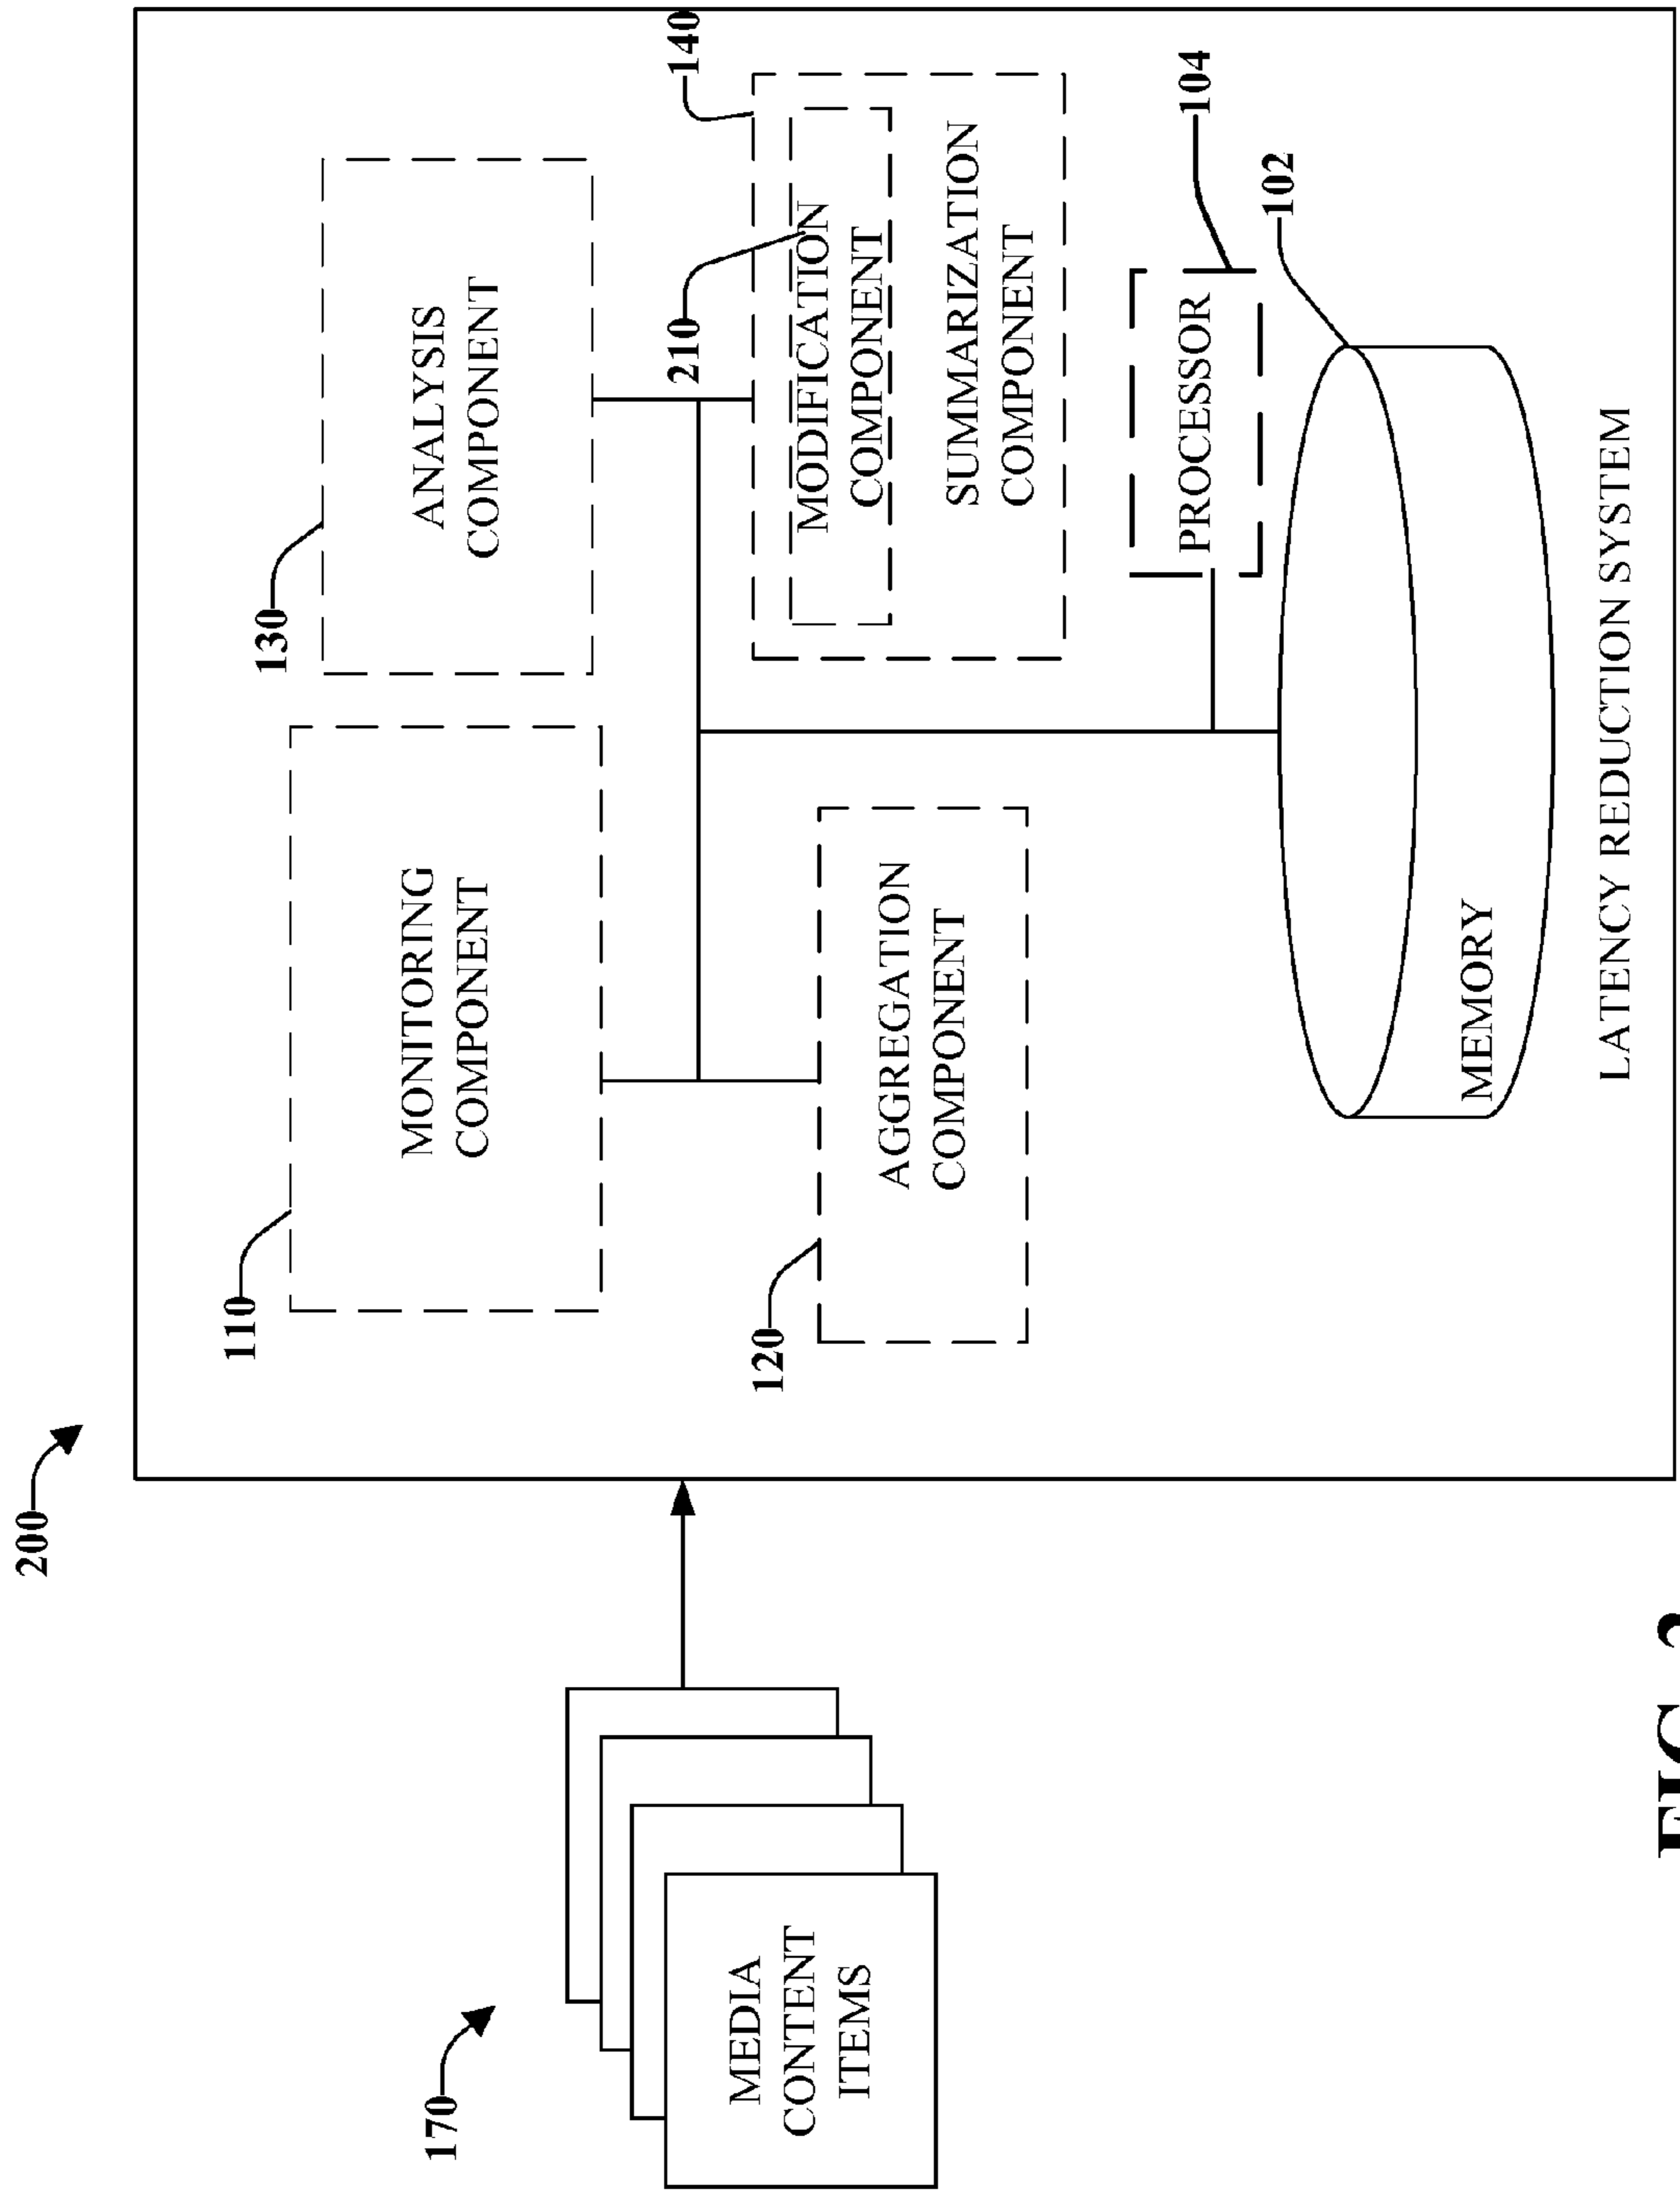 200
170
MEDIA
CONTENT
ITEMS
110
MONITORING
COMPONENT
130
ANALYSIS
COMPONENT
120
AGGREGATION
COMPONENT
210
140
MODIFICATION
COMPONENT
SUMMARIZATION
COMPONENT
104
PROCESSOR
102
MEMORY
LATENCY REDUCTION SYSTEM